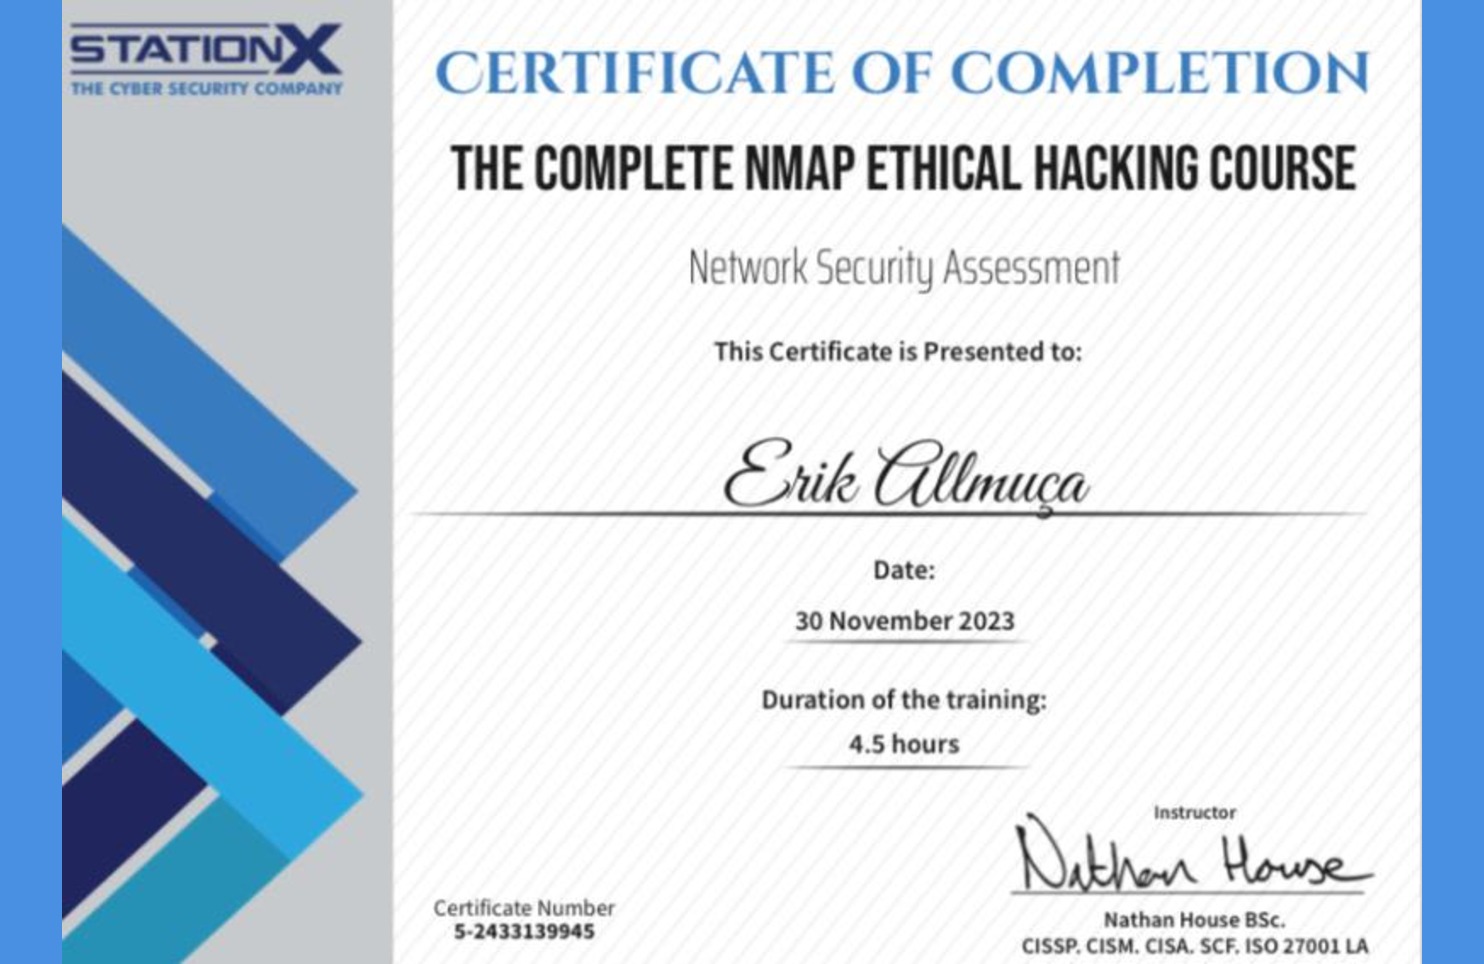 STATIONX
THE CYBER SECURITY COMPANY
CERTIFICATE OF COMPLETION
THE COMPLETE NMAP ETHICAL HACKING COURSE
Network Security Assessment
This Certificate is Presented to:
Erik Allmuça
Date:
30 November 2023
Duration of the training:
4.5 hours
Instructor
Nathan House
Nathan House BSc.
CISSP. CISM. CISA. SCF. ISO 27001 LA
Certificate Number
5-2433139945